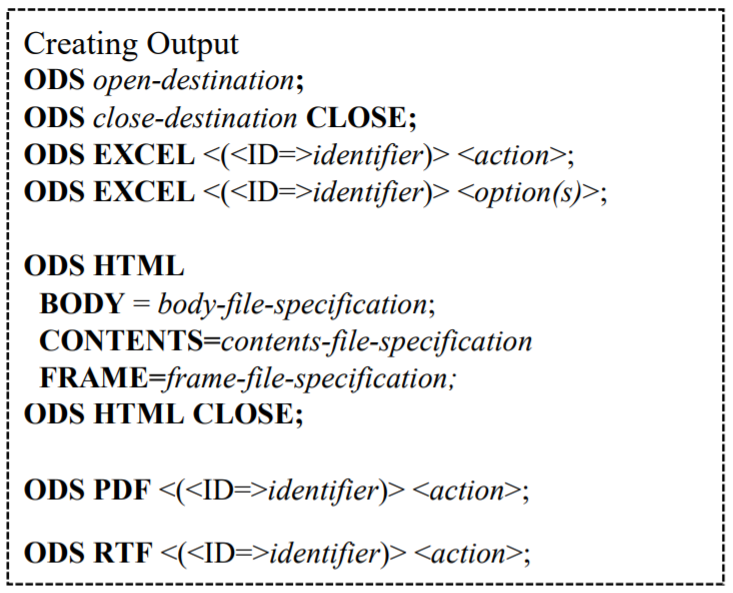 Creating Output
ODS open-destination;
ODS close-destination CLOSE;
ODS EXCEL <(<ID=>identifier)> <action>;
ODS EXCEL <(<ID=>identifier)> <option(s)>;
ODS HTML
BODY = body-file-specification;
CONTENTS=contents-file-specification
FRAME=frame-file-specification;
ODS HTML CLOSE;
ODS PDF <(<ID=>identifier)> <action>;
ODS RTF <(<ID=>identifier)> <action>;